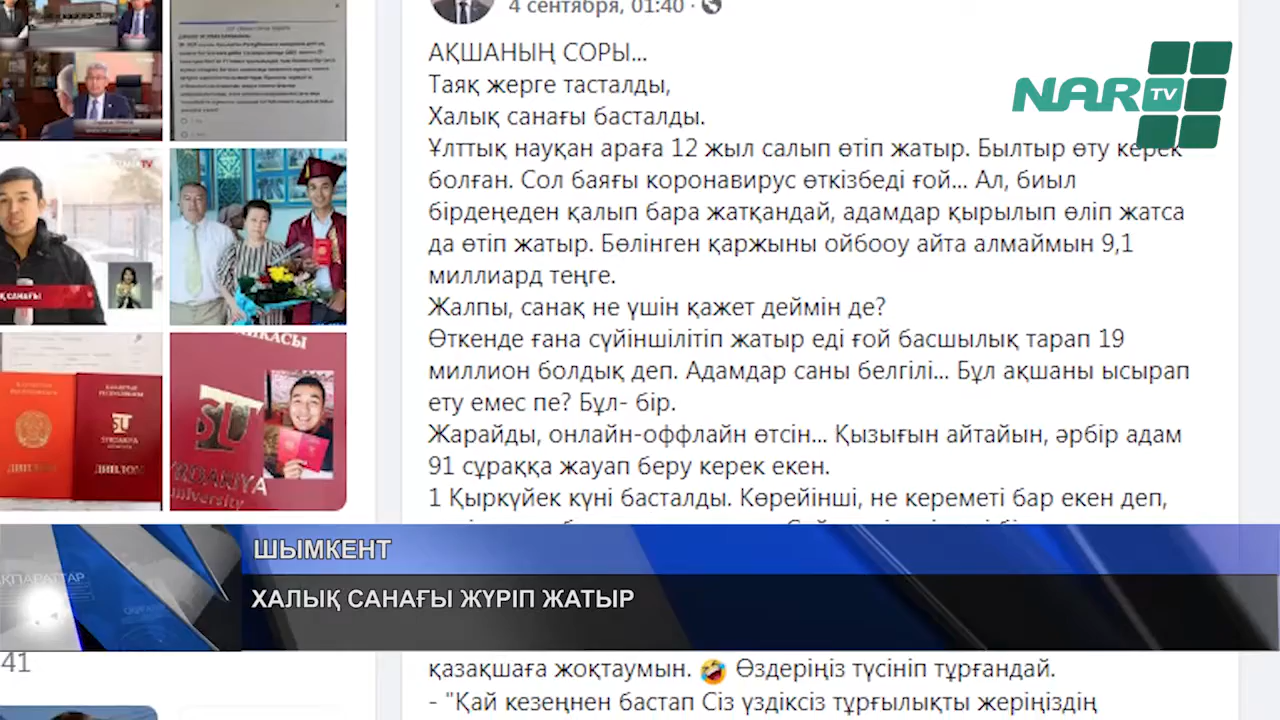 4 сентября, 01:40 ·
АҚШАНЫҢ СОРЫ...
Таяқ жерге тасталды,
Халық санағы басталды.
Ұлттық науқан араға 12 жыл салып өтіп жатыр. Былтыр өту керек
болған. Сол баяғы коронавирус өткізбеді ғой... Ал, биыл
бірдеңеден қалып бара жатқандай, адамдар қырылып өліп жатса
да өтіп жатыр. Бөлінген қаржыны ойбооу айта алмаймын 9,1
миллиард теңге.
Жалпы, санақ не үшін қажет деймін де?
Өткенде ғана сүйіншілітіп жатыр еді ғой басшылық тарап 19
миллион болдық деп. Адамдар саны белгілі... Бұл ақшаны ысырап
ету емес пе? Бұл- бір.
Жарайды, онлайн-оффлайн өтсін... Қызығын айтайын, әрбір адам
91 сұраққа жауап беру керек екен.
1 Қыркүйек күні басталды. Көрейінші, не кереметі бар екен деп,
NAR TV
ШЫМКЕНТ
ХАЛЫҚ САНАҒЫ ЖҮРІП ЖАТЫР
қазақшаға жоқтаумын. 🤣 Өздеріңіз түсініп тұрғандай.
- "Қай кезеңнен бастап Сіз үздіксіз тұрғылықты жеріңіздің
41
ДИПЛОМ
ДИПЛОМ
SU
SYRDARIYA
university